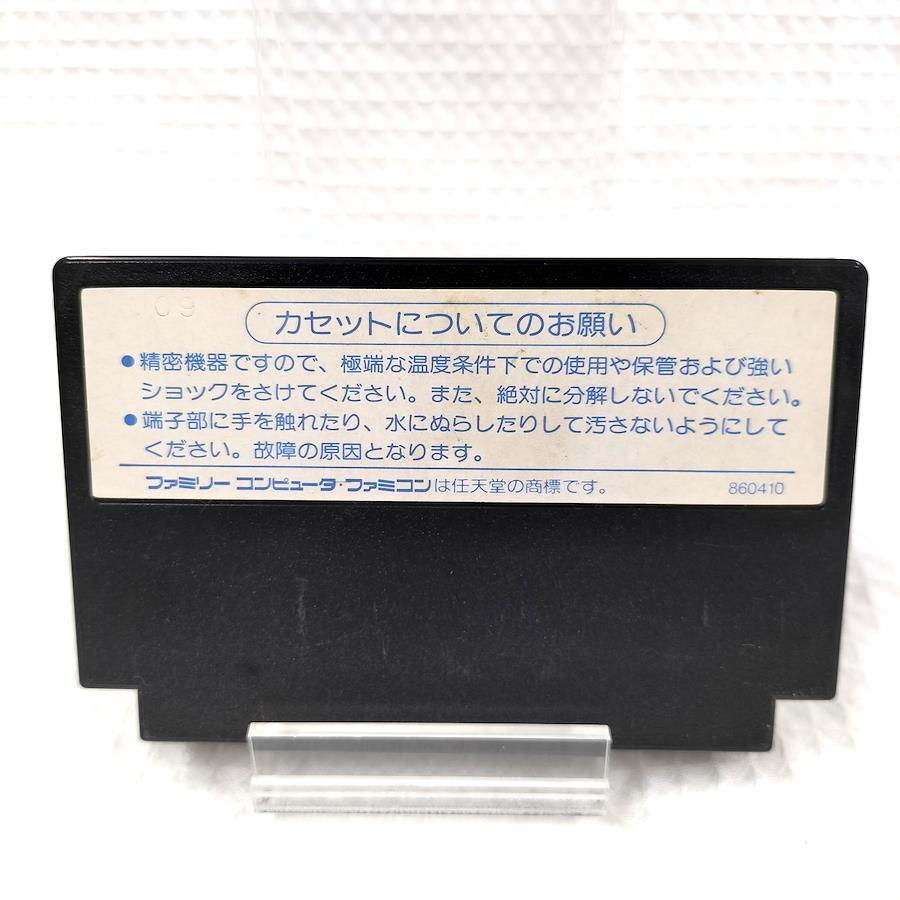 09
カセットについてのお願い
●精密機器ですので、極端な温度条件下での使用や保管および強い
ショックをさけてください。また、絶対に分解しないでください。
●端子部に手を触れたり、水にぬらしたりして汚さないようにして
ください。故障の原因となります。
ファミリーコンピュータ・ファミコンは任天堂の商標です。 860410